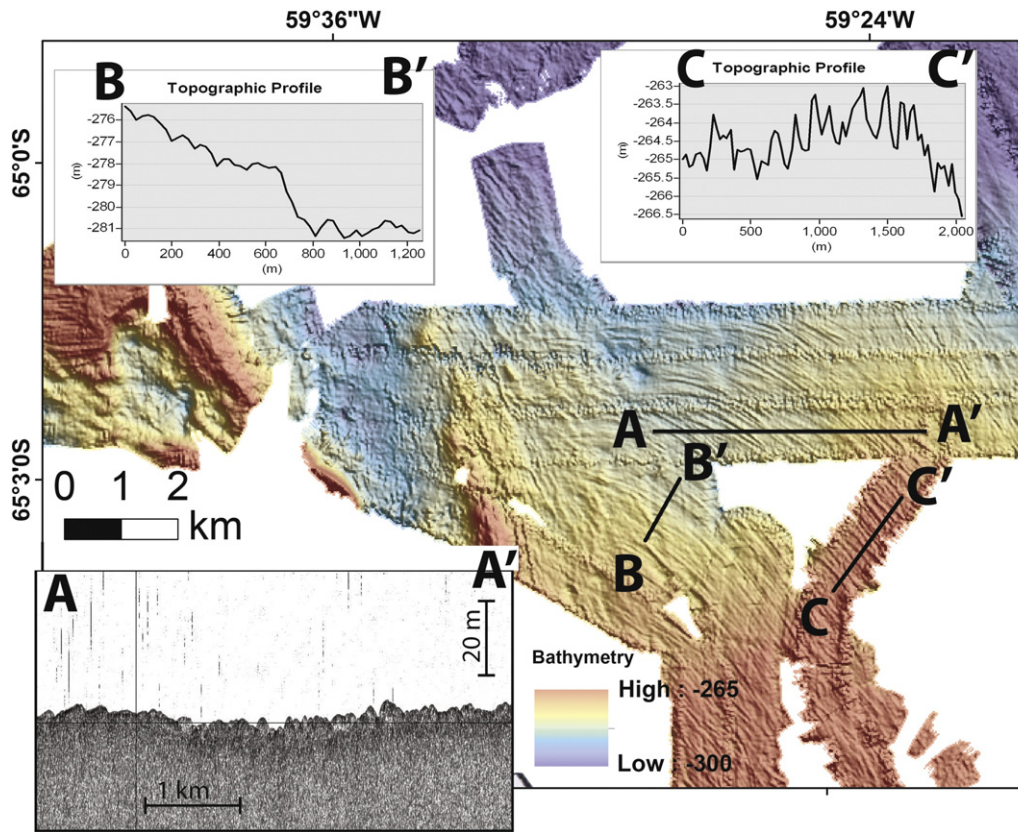 59°36"W 59°24"W
65°0'S
65°3'0S
B B'
Topographic Profile
(m)
-276
-277
-278
-279
-280
-281
0 200 400 600 800 1,000 1,200
(m)
C C'
Topographic Profile
(m)
-263
-263.5
-264
-264.5
-265
-265.5
-266
-266.5
0 500 1,000 1,500 2,000
(m)
A A'
B'
B
C'
C
0 1 2
km
A A'
20 m
1 km
Bathymetry
High : -265
Low : -300